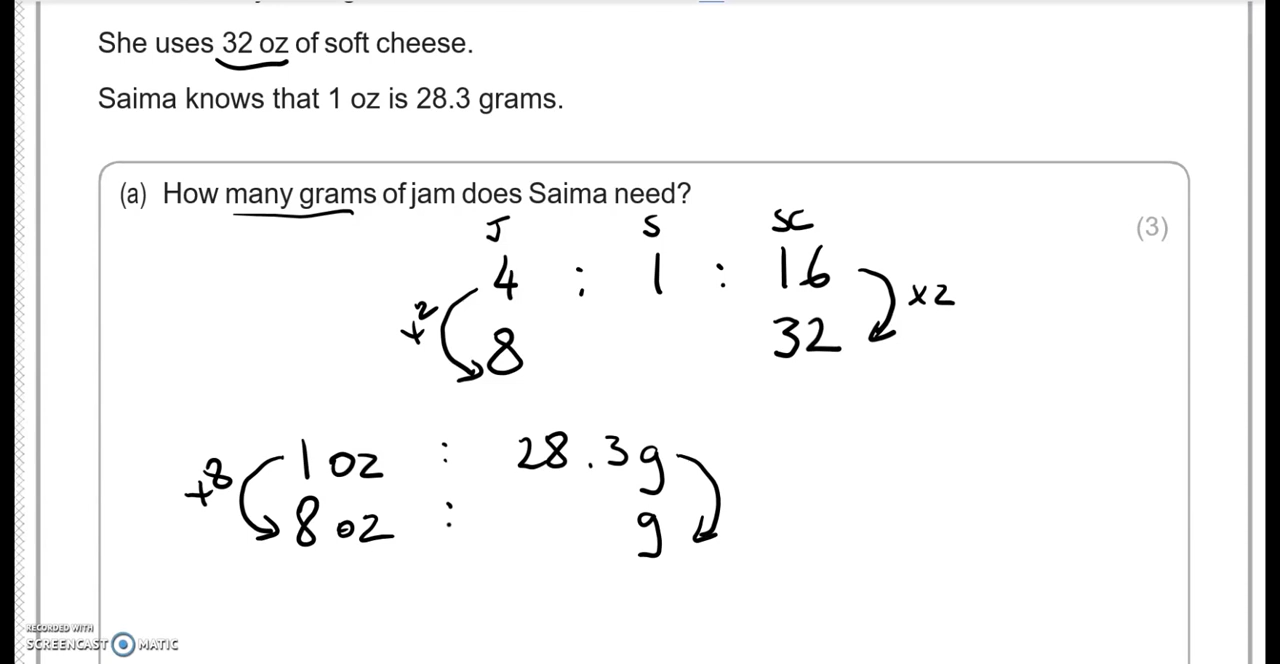 She uses 32 oz of soft cheese.
Saima knows that 1 oz is 28.3 grams.
(a) How many grams of jam does Saima need?
(3)
J S SC
4 : 1 : 16
×2 ×2
8 32
1 oz : 28.3g
×8
8 oz : g
RECORDED WITH
SCREENCAST MATIC